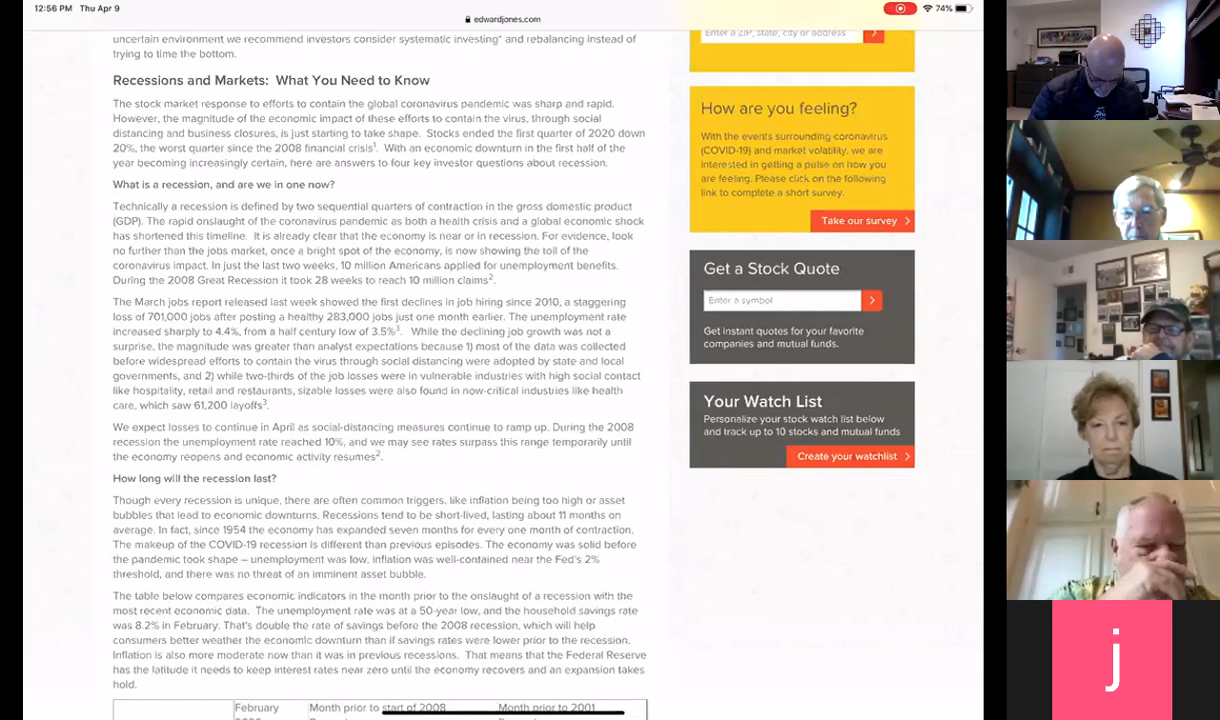 12:56 PM Thu Apr 9
74%
edwardjones.com
uncertain environment we recommend investors consider systematic investing* and rebalancing instead of
trying to time the bottom.
Recessions and Markets: What You Need to Know
The stock market response to efforts to contain the global coronavirus pandemic was sharp and rapid.
However, the magnitude of the economic impact of these efforts to contain the virus, through social
distancing and business closures, is just starting to take shape. Stocks ended the first quarter of 2020 down
20%, the worst quarter since the 2008 financial crisis1. With an economic downturn in the first half of the
year becoming increasingly certain, here are answers to four key investor questions about recession.
What is a recession, and are we in one now?
Technically a recession is defined by two sequential quarters of contraction in the gross domestic product
(GDP). The rapid onslaught of the coronavirus pandemic as both a health crisis and a global economic shock
has shortened this timeline. It is already clear that the economy is near or in recession. For evidence, look
no further than the jobs market, once a bright spot of the economy, is now showing the toll of the
coronavirus impact. In just the last two weeks, 10 million Americans applied for unemployment benefits.
During the 2008 Great Recession it took 28 weeks to reach 10 million claims2.
The March jobs report released last week showed the first declines in job hiring since 2010, a staggering
loss of 701,000 jobs after posting a healthy 283,000 jobs just one month earlier. The unemployment rate
increased sharply to 4.4%, from a half century low of 3.5%3. While the declining job growth was not a
surprise, the magnitude was greater than analyst expectations because 1) most of the data was collected
before widespread efforts to contain the virus through social distancing were adopted by state and local
governments, and 2) while two-thirds of the job losses were in vulnerable industries with high social contact
like hospitality, retail and restaurants, sizable losses were also found in now-critical industries like health
care, which saw 61,200 layoffs3.
We expect losses to continue in April as social-distancing measures continue to ramp up. During the 2008
recession the unemployment rate reached 10%, and we may see rates surpass this range temporarily until
the economy reopens and economic activity resumes2.
How long will the recession last?
Though every recession is unique, there are often common triggers, like inflation being too high or asset
bubbles that lead to economic downturns. Recessions tend to be short-lived, lasting about 11 months on
average. In fact, since 1954 the economy has expanded seven months for every one month of contraction.
The makeup of the COVID-19 recession is different than previous episodes. The economy was solid before
the pandemic took shape – unemployment was low, inflation was well-contained near the Fed's 2%
threshold, and there was no threat of an imminent asset bubble.
The table below compares economic indicators in the month prior to the onslaught of a recession with the
most recent economic data. The unemployment rate was at a 50-year low, and the household savings rate
was 8.2% in February. That's double the rate of savings before the 2008 recession, which will help
consumers better weather the economic downturn than if savings rates were lower prior to the recession.
Inflation is also more moderate now than it was in previous recessions. That means that the Federal Reserve
has the latitude it needs to keep interest rates near zero until the economy recovers and an expansion takes
hold.
February Month prior to start of 2008 Month prior to 2001
Enter a ZIP, state, city or address
How are you feeling?
With the events surrounding coronavirus
(COVID-19) and market volatility, we are
interested in getting a pulse on how you
are feeling. Please click on the following
link to complete a short survey.
Take our survey
Get a Stock Quote
Enter a symbol
Get instant quotes for your favorite
companies and mutual funds.
Your Watch List
Personalize your stock watch list below
and track up to 10 stocks and mutual funds
Create your watchlist
j